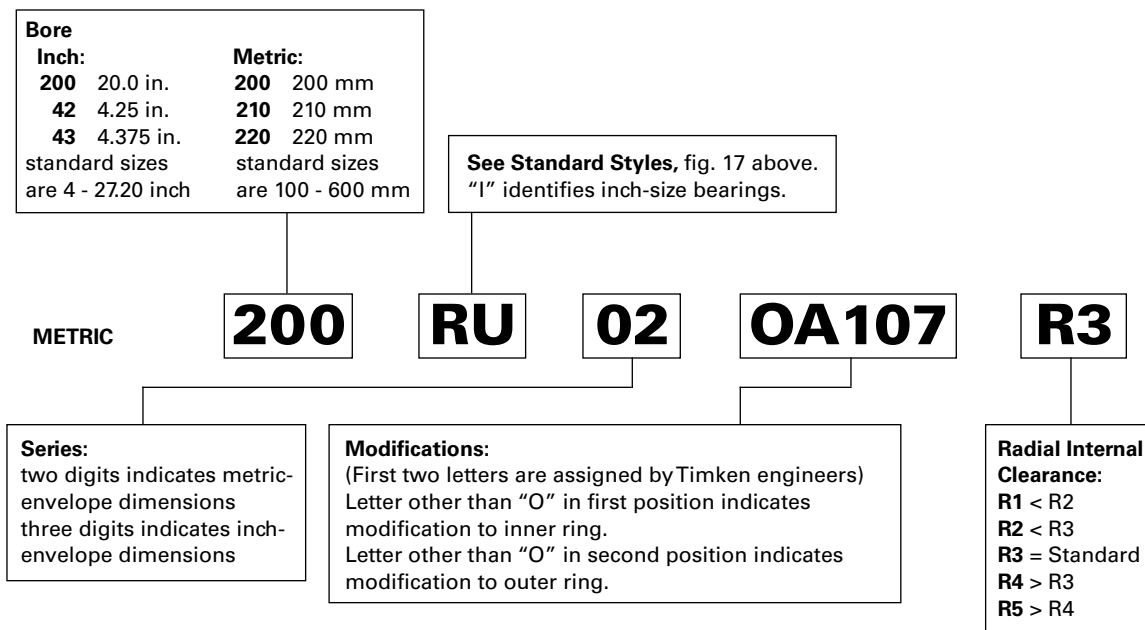 Bore
Inch: Metric:
200 20.0 in. 200 200 mm
42 4.25 in. 210 210 mm
43 4.375 in. 220 220 mm
standard sizes standard sizes
are 4 - 27.20 inch are 100 - 600 mm
See Standard Styles, fig. 17 above.
“I” identifies inch-size bearings.
METRIC 200 RU 02 OA107 R3
Series:
two digits indicates metric-
envelope dimensions
three digits indicates inch-
envelope dimensions
Modifications:
(First two letters are assigned by Timken engineers)
Letter other than “O” in first position indicates
modification to inner ring.
Letter other than “O” in second position indicates
modification to outer ring.
Radial Internal
Clearance:
R1 < R2
R2 < R3
R3 = Standard
R4 > R3
R5 > R4